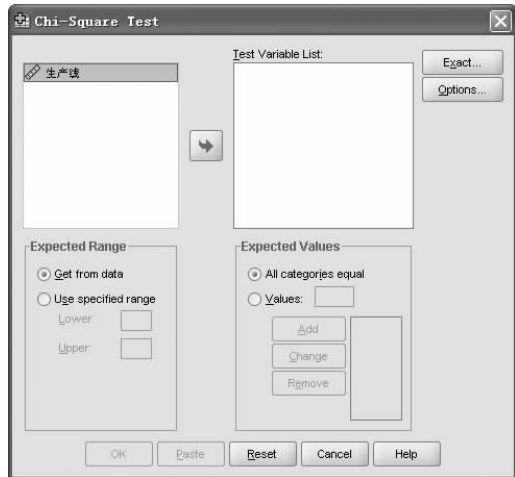 Chi-Square Test
生产线
Test Variable List:
Exact...
Options...
Expected Range
Get from data
Use specified range
Lower:
Upper:
Expected Values
All categories equal
Values:
Add
Change
Remove
OK
Paste
Reset
Cancel
Help